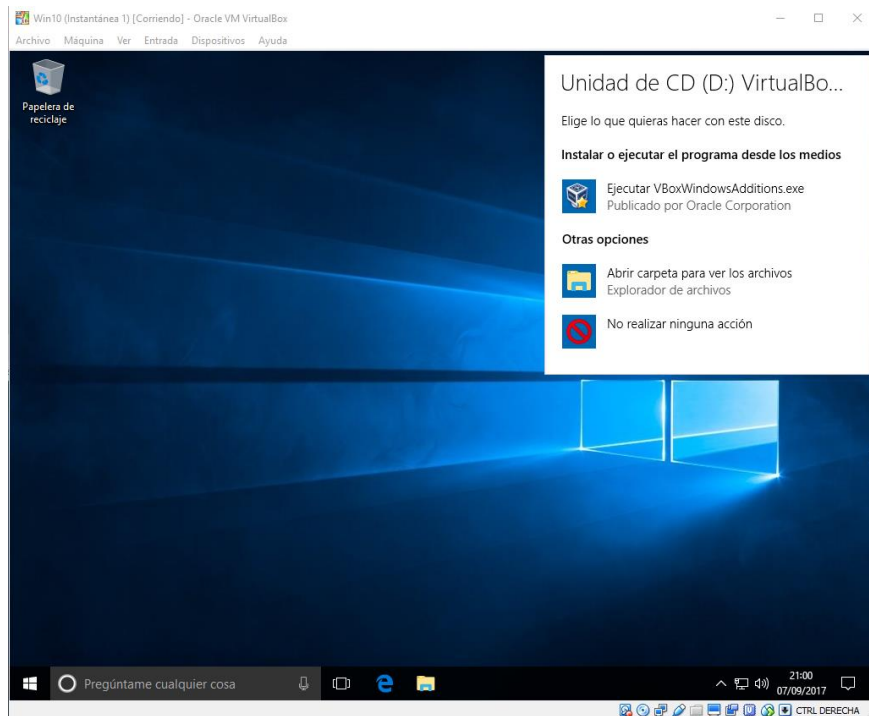 Win10 (Instantánea 1) [Corriendo] - Oracle VM VirtualBox
Archivo Máquina Ver Entrada Dispositivos Ayuda
Papelera de
reciclaje
Unidad de CD (D:) VirtualBo...
Elige lo que quieras hacer con este disco.
Instalar o ejecutar el programa desde los medios
Ejecutar VBoxWindowsAdditions.exe
Publicado por Oracle Corporation
Otras opciones
Abrir carpeta para ver los archivos
Explorador de archivos
No realizar ninguna acción
Pregúntame cualquier cosa
21:00
07/09/2017
CTRL DERECHA